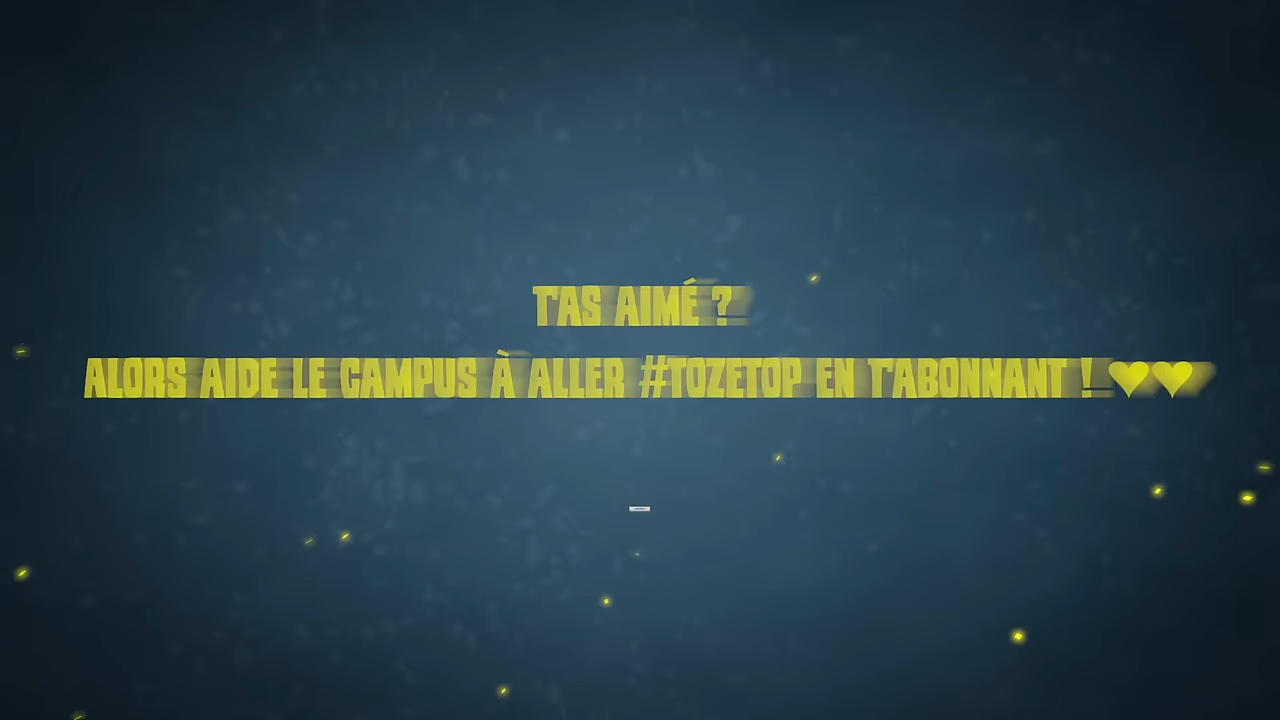 T'AS AIMÉ ?
ALORS AIDE LE CAMPUS À ALLER #TOZETOP EN T'ABONNANT ! ♥♥